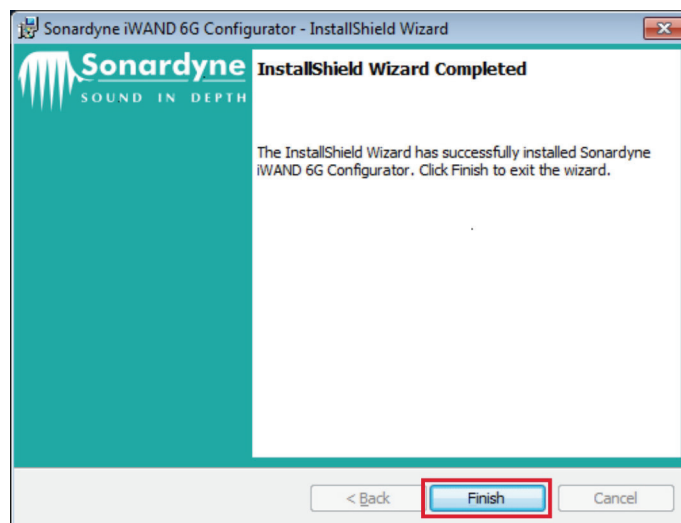 Sonardyne iWAND 6G Configurator - InstallShield Wizard
Sonardyne
SOUND IN DEPTH
InstallShield Wizard Completed
The InstallShield Wizard has successfully installed Sonardyne
iWAND 6G Configurator. Click Finish to exit the wizard.
< Back
Finish
Cancel